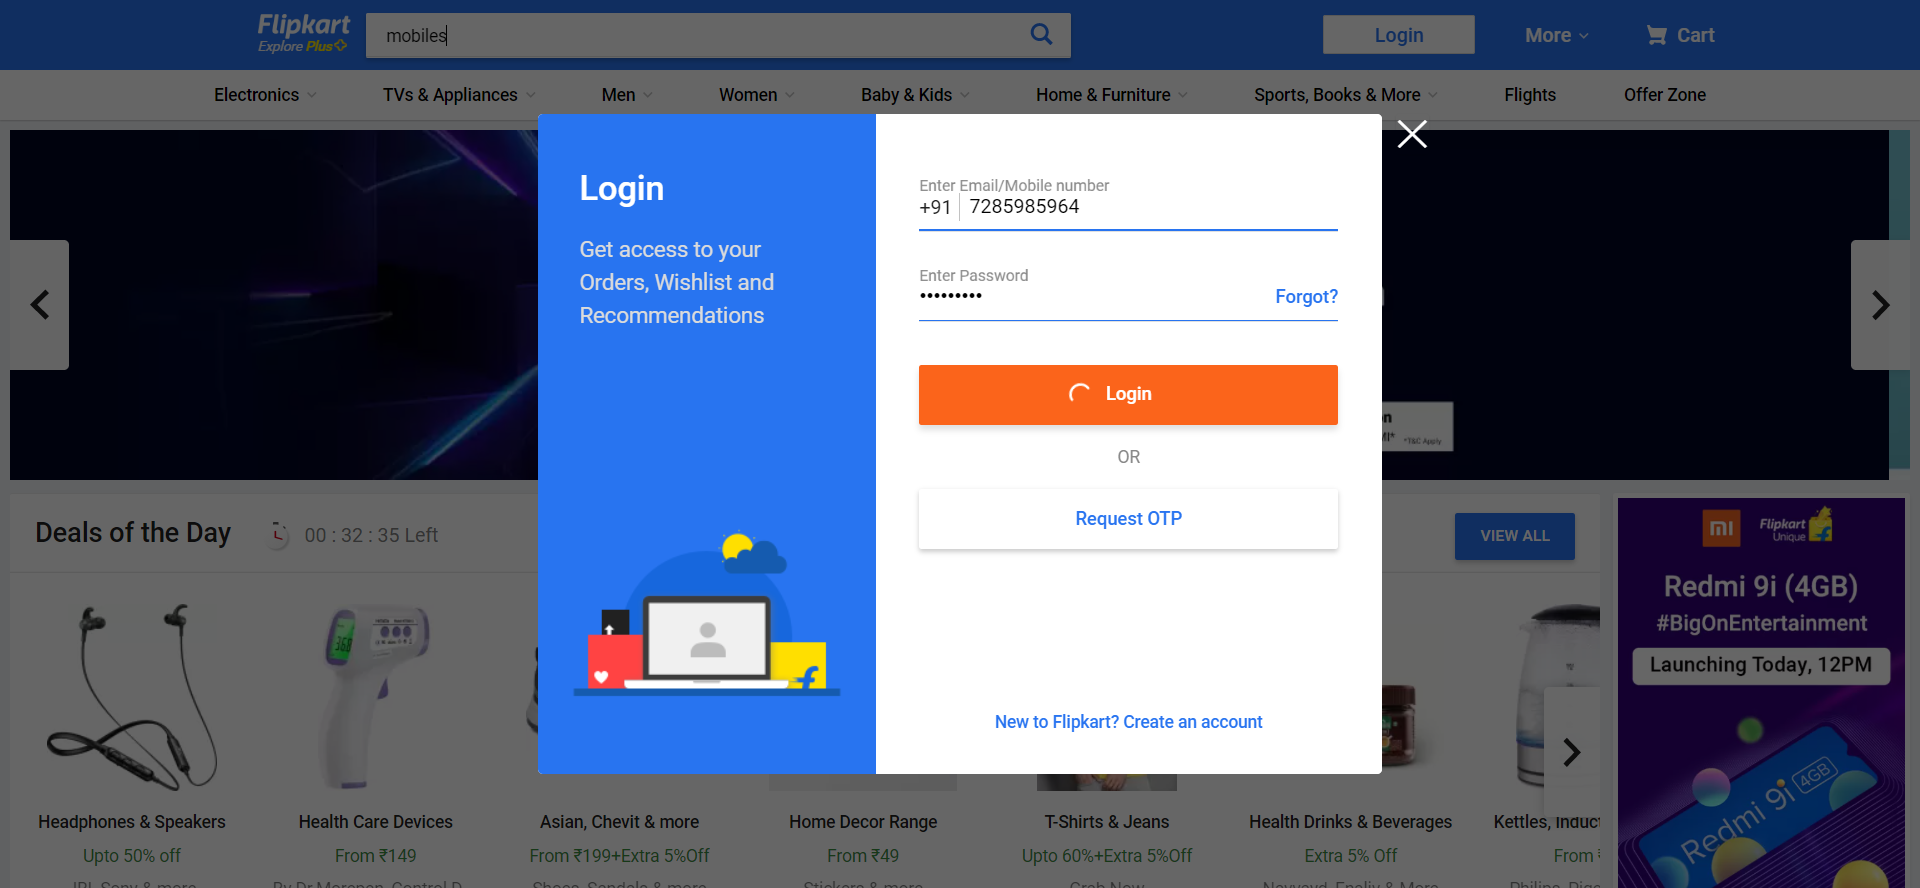 Flipkart
Explore Plus
mobiles
Login
More
Cart
Electronics
TVs & Appliances
Men
Women
Baby & Kids
Home & Furniture
Sports, Books & More
Flights
Offer Zone
Login
Get access to your
Orders, Wishlist and
Recommendations
Enter Email/Mobile number
+91 7285985964
Enter Password
•••••••••
Forgot?
Login
OR
Request OTP
New to Flipkart? Create an account
*T&C Apply
Deals of the Day
00 : 32 : 35 Left
VIEW ALL
Headphones & Speakers
Upto 50% off
Health Care Devices
From ₹149
Asian, Chevit & more
From ₹199+Extra 5%Off
Home Decor Range
From ₹49
T-Shirts & Jeans
Upto 60%+Extra 5%Off
Health Drinks & Beverages
Extra 5% Off
Kettles,
From
Grab Now
mi
Flipkart
Unique
Redmi 9i (4GB)
#BigOnEntertainment
Launching Today, 12PM
Redmi 9i 4GB